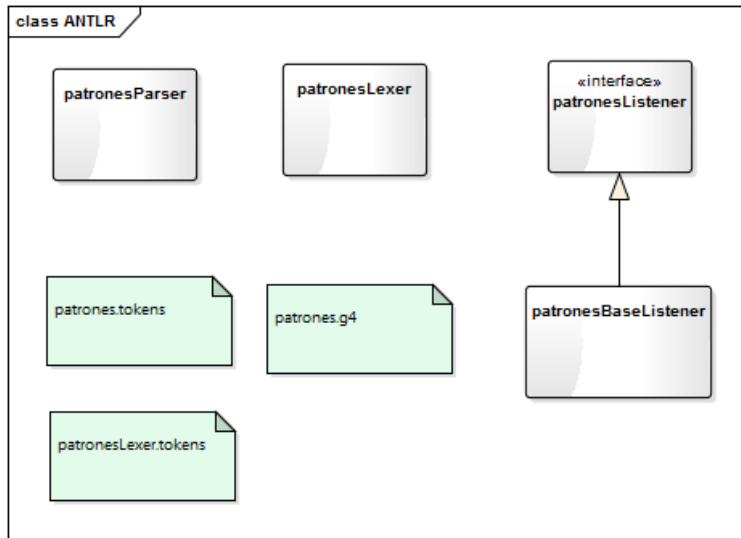 class ANTLR
patronesParser
patronesLexer
«interface»
patronesListener
patrones.tokens
patrones.g4
patronesBaseListener
patronesLexer.tokens